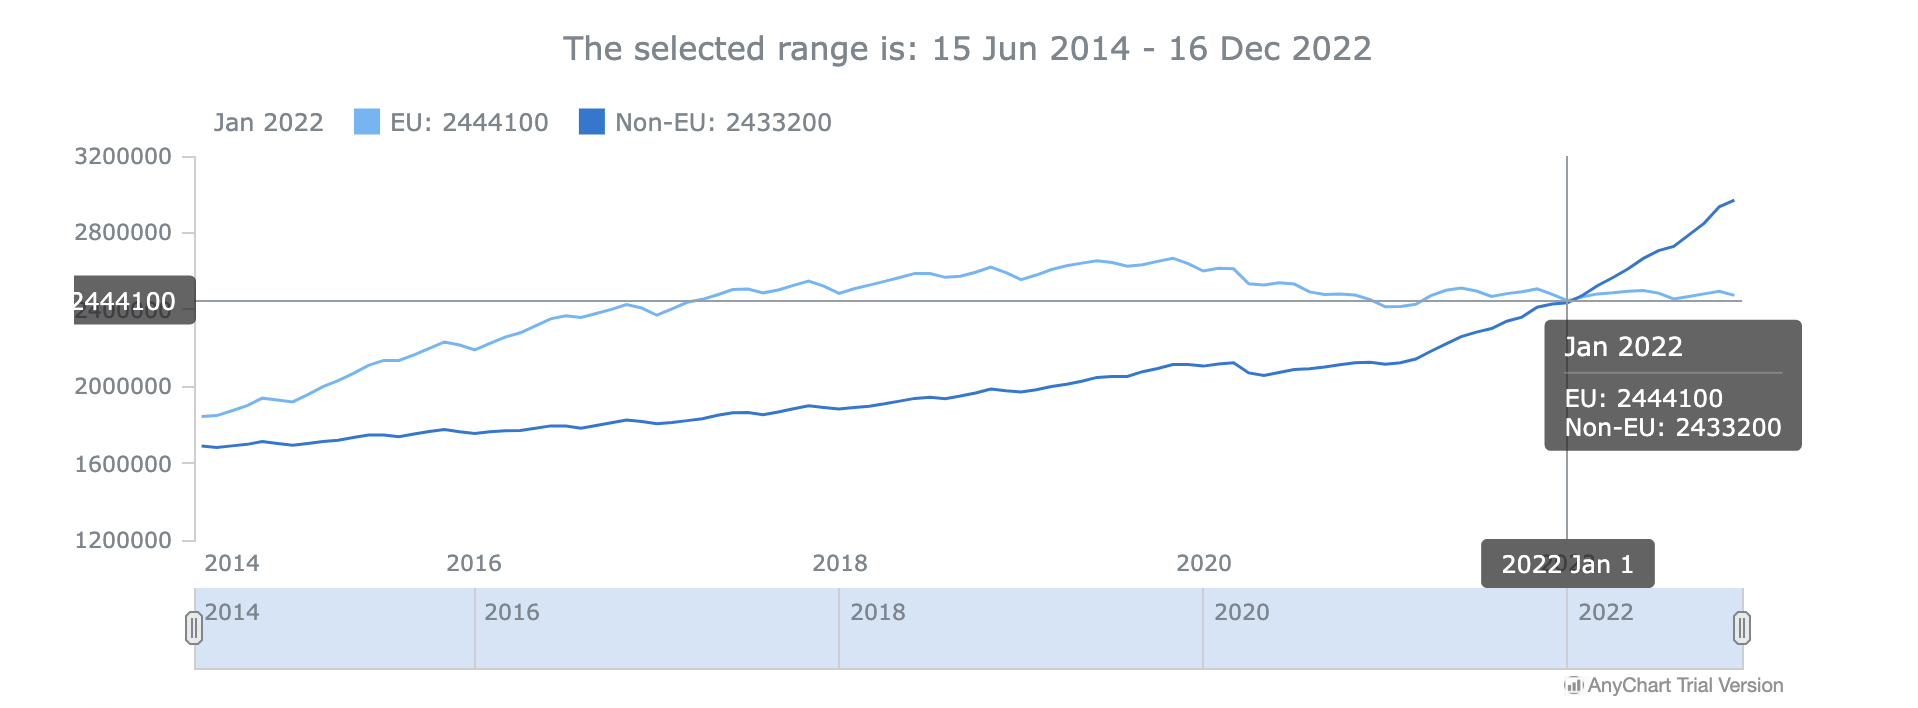 The selected range is: 15 Jun 2014 - 16 Dec 2022
Jan 2022 EU: 2444100 Non-EU: 2433200
3200000
2800000
2444100
2400000
2000000
1600000
1200000
Jan 2022
EU: 2444100
Non-EU: 2433200
2014 2016 2018 2020 2022 Jan 1
2014 2016 2018 2020 2022
AnyChart Trial Version